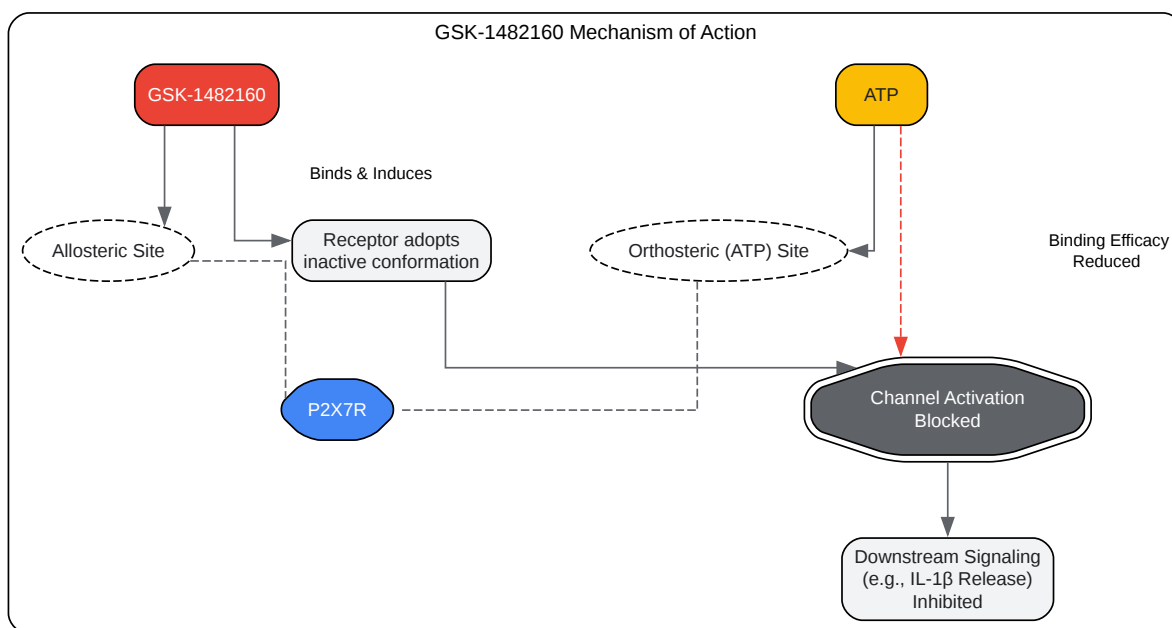 GSK-1482160 Mechanism of Action
GSK-1482160
ATP
Binds & Induces
Allosteric Site
Receptor adopts
inactive conformation
Orthosteric (ATP) Site
Binding Efficacy
Reduced
P2X7R
Channel Activation
Blocked
Downstream Signaling
(e.g., IL-1β Release)
Inhibited